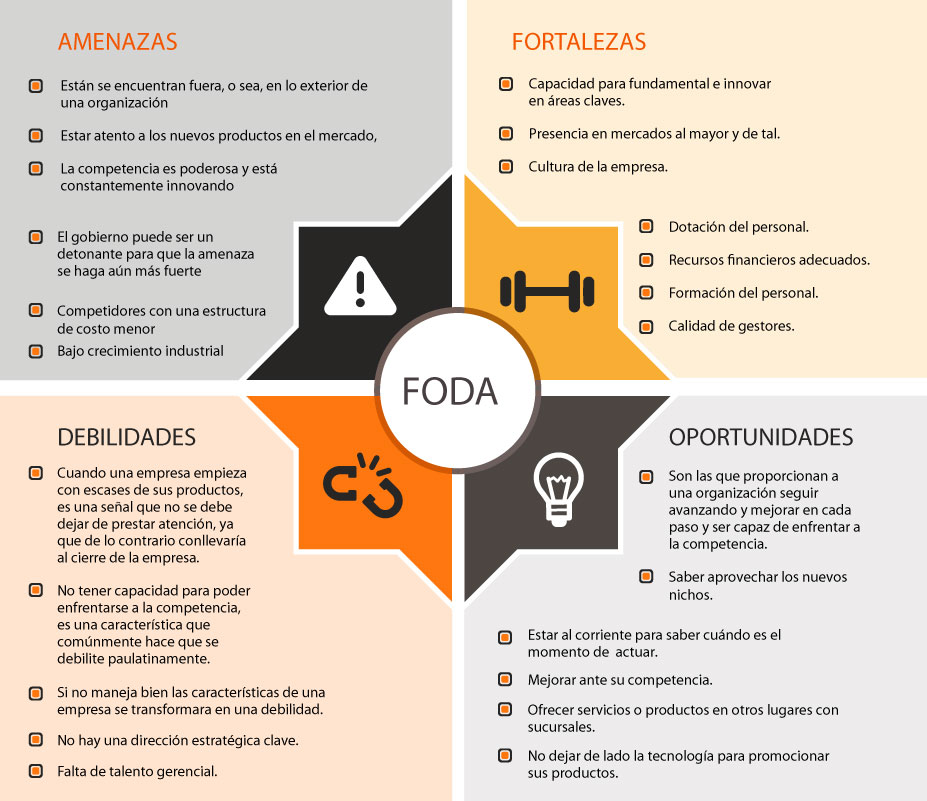 AMENAZAS
Están se encuentran fuera, o sea, en lo exterior de
una organización
Estar atento a los nuevos productos en el mercado,
La competencia es poderosa y está
constantemente innovando
El gobierno puede ser un
detonante para que la amenaza
se haga aún más fuerte
Competidores con una estructura
de costo menor
Bajo crecimiento industrial
FORTALEZAS
Capacidad para fundamental e innovar
en áreas claves.
Presencia en mercados al mayor y de tal.
Cultura de la empresa.
Dotación del personal.
Recursos financieros adecuados.
Formación del personal.
Calidad de gestores.
FODA
DEBILIDADES
Cuando una empresa empieza
con escases de sus productos,
es una señal que no se debe
dejar de prestar atención, ya
que de lo contrario conllevaría
al cierre de la empresa.
No tener capacidad para poder
enfrentarse a la competencia,
es una característica que
comúnmente hace que se
debilite paulatinamente.
Si no maneja bien las características de una
empresa se transformara en una debilidad.
No hay una dirección estratégica clave.
Falta de talento gerencial.
OPORTUNIDADES
Son las que proporcionan a
una organización seguir
avanzando y mejorar en cada
paso y ser capaz de enfrentar a
la competencia.
Saber aprovechar los nuevos
nichos.
Estar al corriente para saber cuándo es el
momento de actuar.
Mejorar ante su competencia.
Ofrecer servicios o productos en otros lugares con
sucursales.
No dejar de lado la tecnología para promocionar
sus productos.